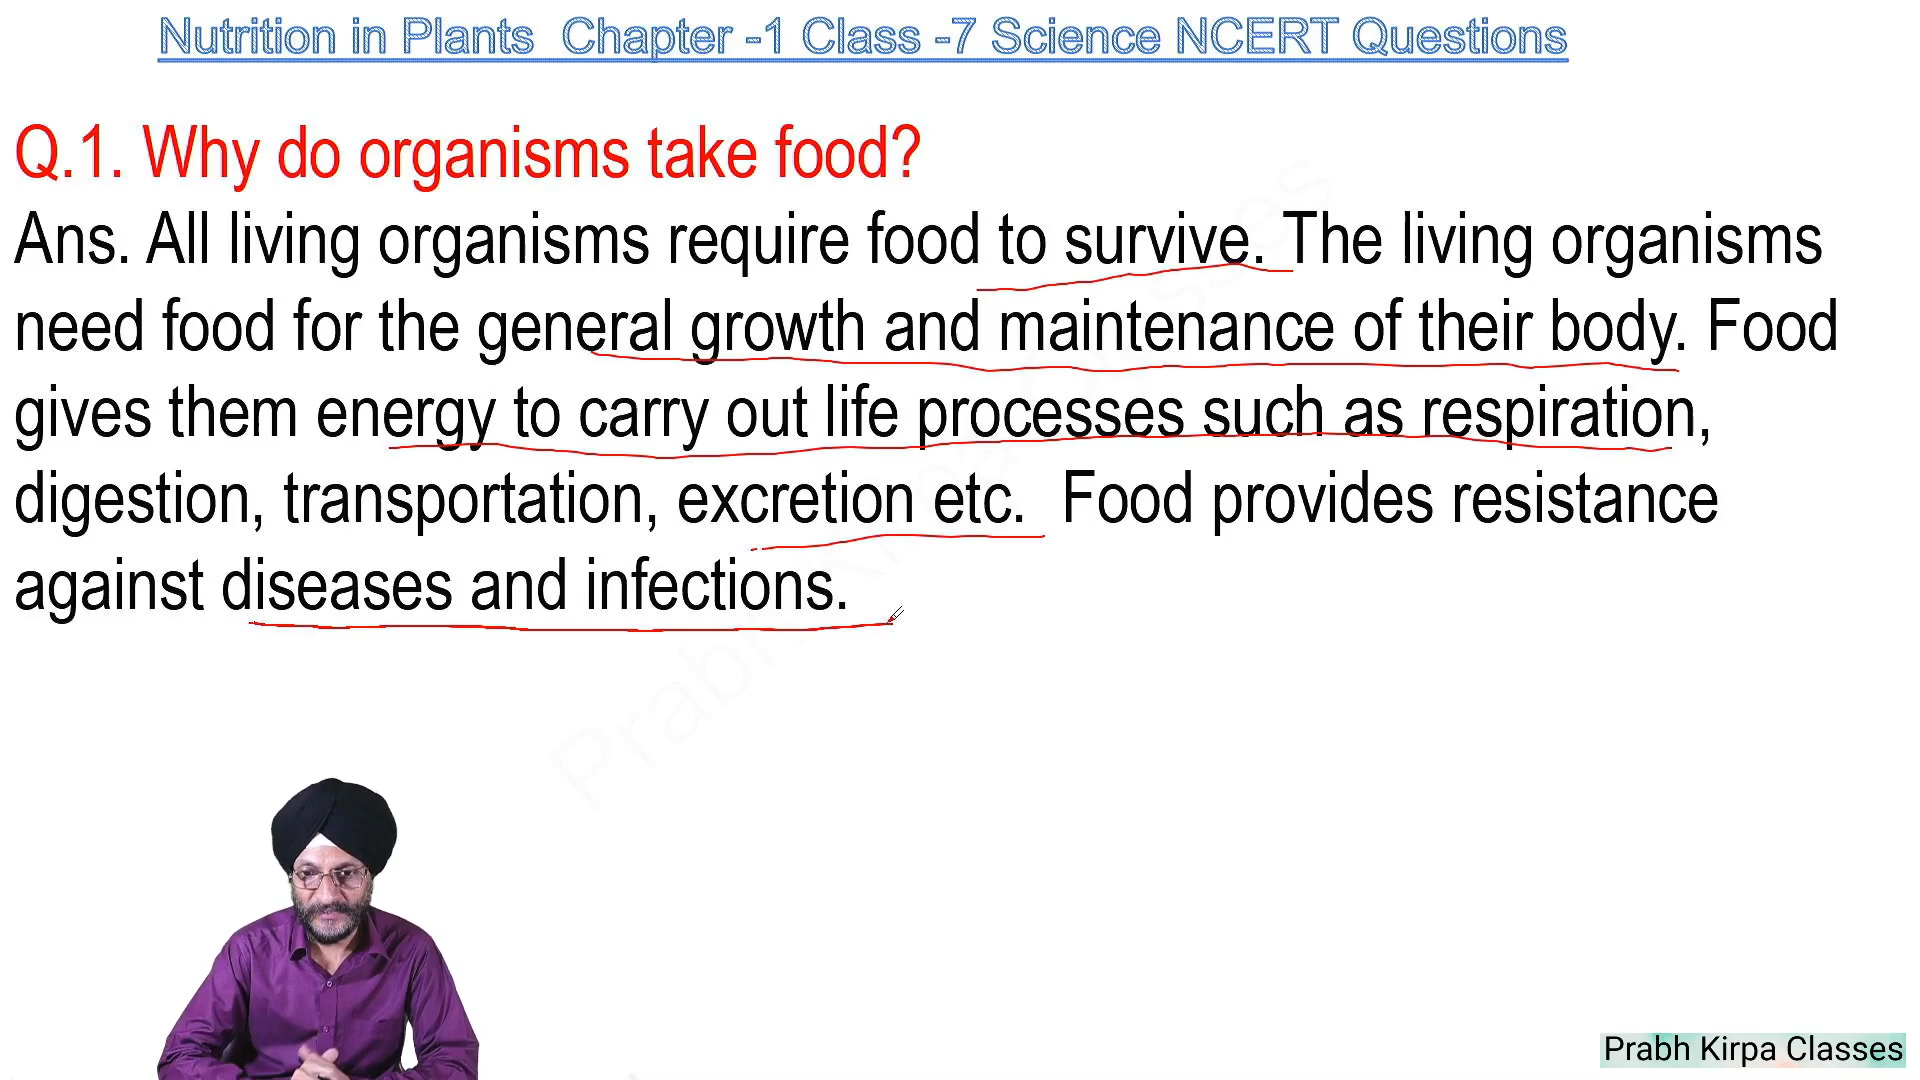 Nutrition in Plants Chapter -1 Class -7 Science NCERT Questions
Q.1. Why do organisms take food?
Ans. All living organisms require food to survive. The living organisms
need food for the general growth and maintenance of their body. Food
gives them energy to carry out life processes such as respiration,
digestion, transportation, excretion etc. Food provides resistance
against diseases and infections.
Prabh Kirpa Classes
Prabh Kirpa Classes